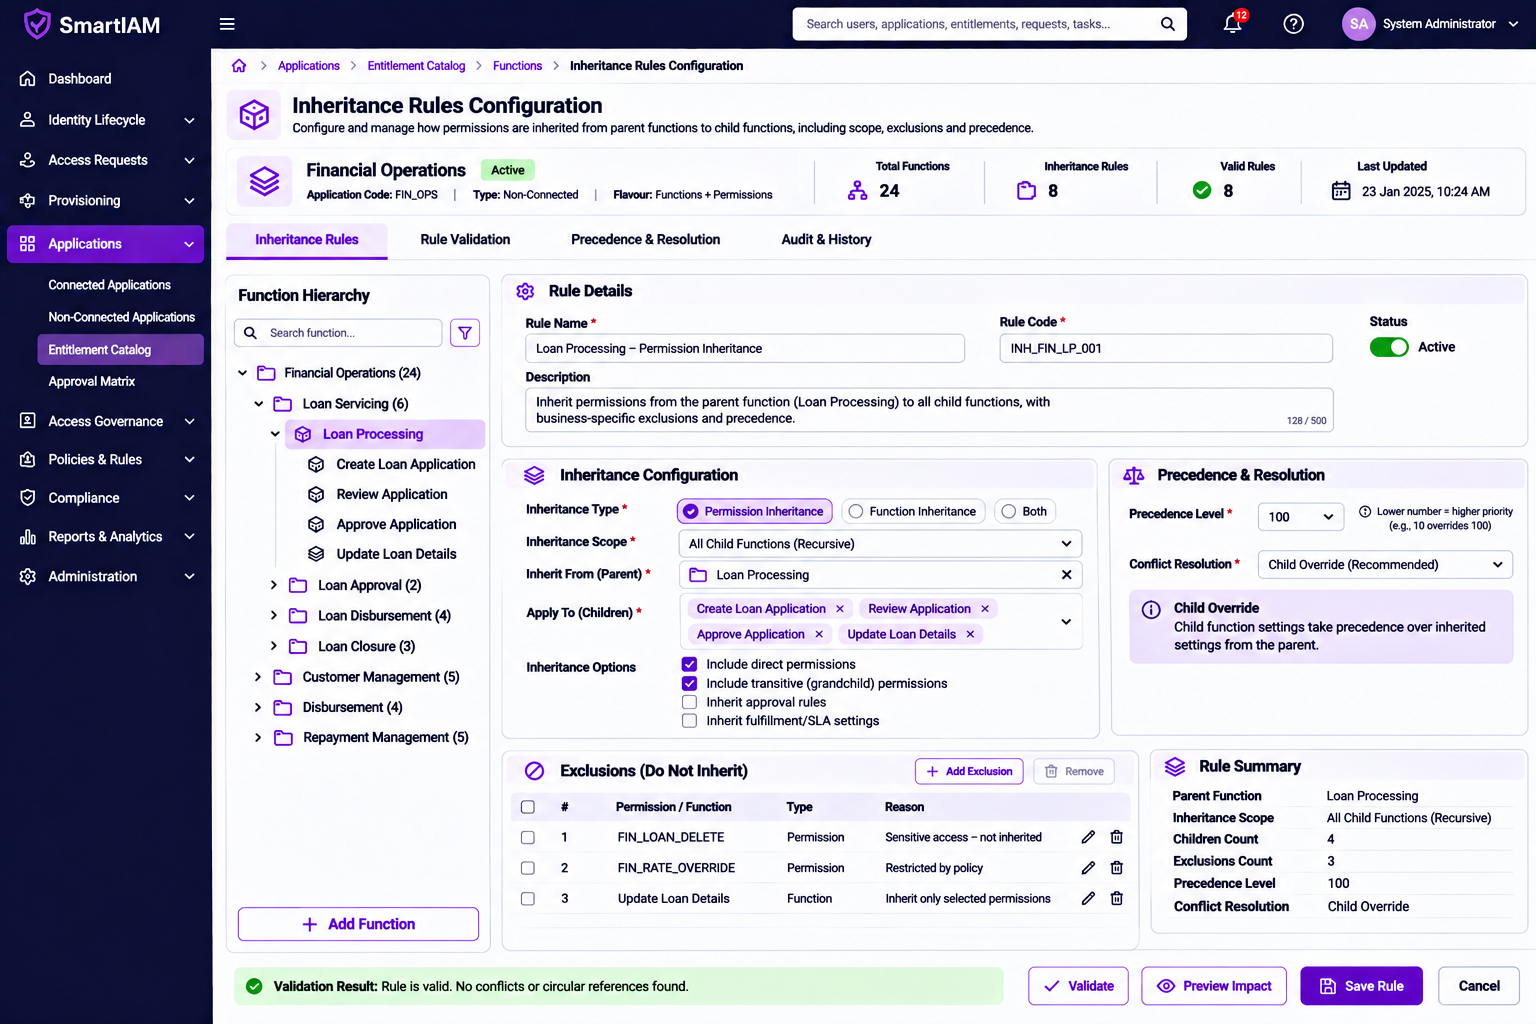 SmartIAM
Search users, applications, entitlements, requests, tasks...
12
SA
System Administrator
Dashboard
Identity Lifecycle
Access Requests
Provisioning
Applications
Connected Applications
Non-Connected Applications
Entitlement Catalog
Approval Matrix
Access Governance
Policies & Rules
Compliance
Reports & Analytics
Administration
Applications > Entitlement Catalog > Functions > Inheritance Rules Configuration
Inheritance Rules Configuration
Configure and manage how permissions are inherited from parent functions to child functions, including scope, exclusions and precedence.
Financial Operations Active
Application Code: FIN_OPS | Type: Non-Connected | Flavour: Functions + Permissions
Total Functions
24
Inheritance Rules
8
Valid Rules
8
Last Updated
23 Jan 2025, 10:24 AM
Inheritance Rules Rule Validation Precedence & Resolution Audit & History
Function Hierarchy
Search function...
Financial Operations (24)
Loan Servicing (6)
Loan Processing
Create Loan Application
Review Application
Approve Application
Update Loan Details
Loan Approval (2)
Loan Disbursement (4)
Loan Closure (3)
Customer Management (5)
Disbursement (4)
Repayment Management (5)
+ Add Function
Rule Details
Rule Name *
Loan Processing – Permission Inheritance
Rule Code *
INH_FIN_LP_001
Status
Active
Description
Inherit permissions from the parent function (Loan Processing) to all child functions, with
business-specific exclusions and precedence.
128 / 500
Inheritance Configuration
Inheritance Type * Permission Inheritance Function Inheritance Both
Inheritance Scope * All Child Functions (Recursive)
Inherit From (Parent) * Loan Processing
Apply To (Children) * Create Loan Application × Review Application ×
Approve Application × Update Loan Details ×
Inheritance Options Include direct permissions
Include transitive (grandchild) permissions
Inherit approval rules
Inherit fulfillment/SLA settings
Precedence & Resolution
Precedence Level * 100 Lower number = higher priority
(e.g., 10 overrides 100)
Conflict Resolution * Child Override (Recommended)
Child Override
Child function settings take precedence over inherited
settings from the parent.
Exclusions (Do Not Inherit) + Add Exclusion Remove
# Permission / Function Type Reason
1 FIN_LOAN_DELETE Permission Sensitive access – not inherited
2 FIN_RATE_OVERRIDE Permission Restricted by policy
3 Update Loan Details Function Inherit only selected permissions
Rule Summary
Parent Function Loan Processing
Inheritance Scope All Child Functions (Recursive)
Children Count 4
Exclusions Count 3
Precedence Level 100
Conflict Resolution Child Override
Validation Result: Rule is valid. No conflicts or circular references found.
Validate Preview Impact Save Rule Cancel